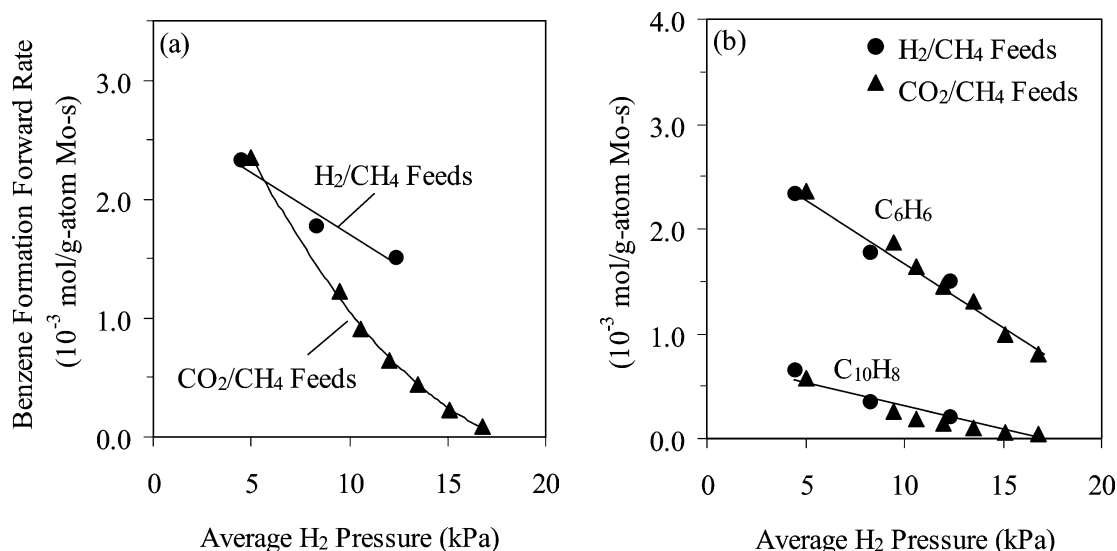 Benzene Formation Forward Rate
(10⁻³ mol/g-atom Mo-s)
(a)
3.0
2.0
1.0
0.0
H₂/CH₄ Feeds
CO₂/CH₄ Feeds
0 5 10 15 20
Average H₂ Pressure (kPa)
(10⁻³ mol/g-atom Mo-s)
(b)
4.0
3.0
2.0
1.0
0.0
H₂/CH₄ Feeds
CO₂/CH₄ Feeds
C₆H₆
C₁₀H₈
0 5 10 15 20
Average H₂ Pressure (kPa)